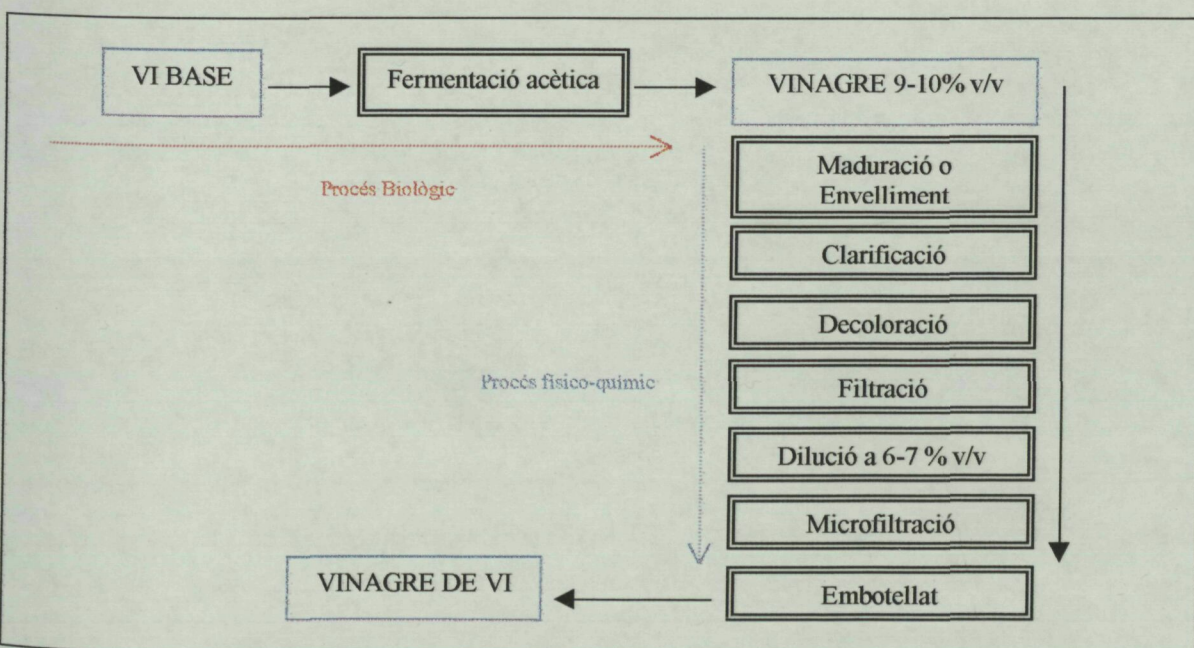 VI BASE
Fermentació acètica
VINAGRE 9-10% v/v
Procés Biològic
Maduració o
Envelliment
Clarificació
Decoloració
Procés físico-químic
Filtració
Dilució a 6-7 % v/v
Microfiltració
Embotellat
VINAGRE DE VI